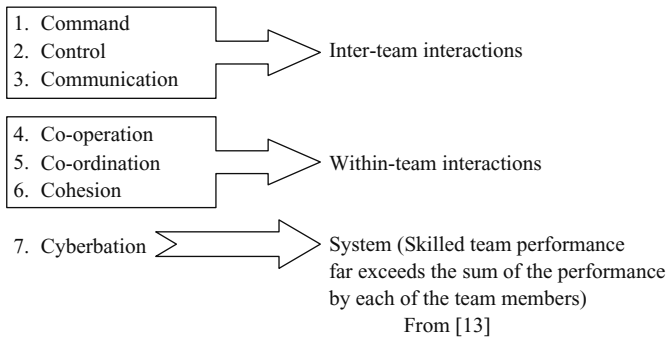 1. Command
2. Control
3. Communication
Inter-team interactions
4. Co-operation
5. Co-ordination
6. Cohesion
Within-team interactions
7. Cyberbation
System (Skilled team performance
far exceeds the sum of the performance
by each of the team members)
From [13]